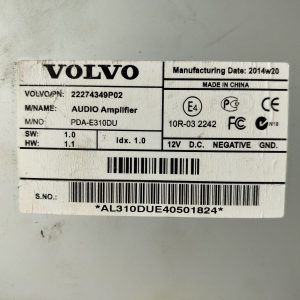 VOLVO
Manufacturing Date: 2014w20
MADE IN CHINA
VOLVO/PN: 22274349P02
M/NAME: AUDIO Amplifier
M/NO PDA-E310DU
E4
10R-03 2242
SW: 1.0
HW: 1.1
Idx. 1.0
12V D.C. NEGATIVE GND.
S.NO.:
*AL310DUE40501824*